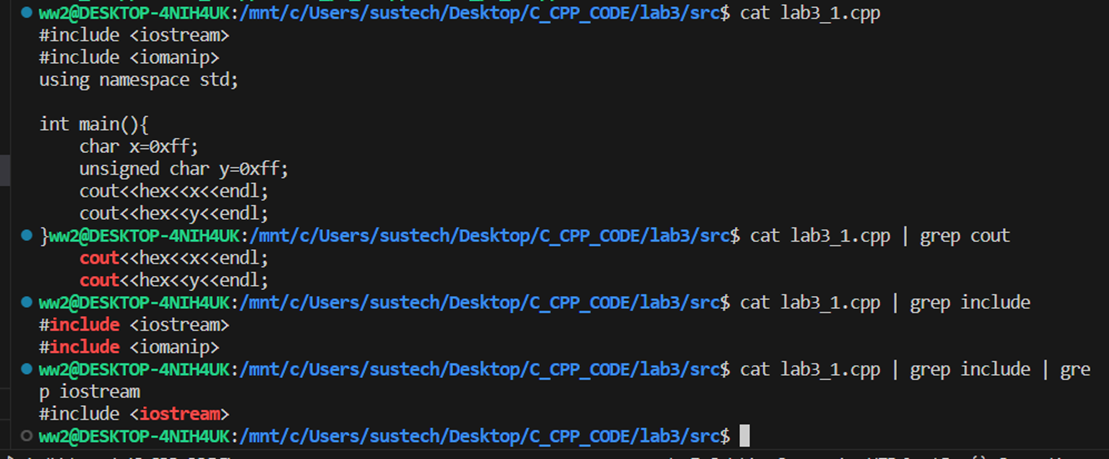 ww2@DESKTOP-4NIH4UK:/mnt/c/Users/sustech/Desktop/C_CPP_CODE/lab3/src$ cat lab3_1.cpp
#include <iostream>
#include <iomanip>
using namespace std;

int main(){
    char x=0xff;
    unsigned char y=0xff;
    cout<<hex<<x<<endl;
    cout<<hex<<y<<endl;
}ww2@DESKTOP-4NIH4UK:/mnt/c/Users/sustech/Desktop/C_CPP_CODE/lab3/src$ cat lab3_1.cpp | grep cout
    cout<<hex<<x<<endl;
    cout<<hex<<y<<endl;
ww2@DESKTOP-4NIH4UK:/mnt/c/Users/sustech/Desktop/C_CPP_CODE/lab3/src$ cat lab3_1.cpp | grep include
#include <iostream>
#include <iomanip>
ww2@DESKTOP-4NIH4UK:/mnt/c/Users/sustech/Desktop/C_CPP_CODE/lab3/src$ cat lab3_1.cpp | grep include | gre
p iostream
#include <iostream>
ww2@DESKTOP-4NIH4UK:/mnt/c/Users/sustech/Desktop/C_CPP_CODE/lab3/src$